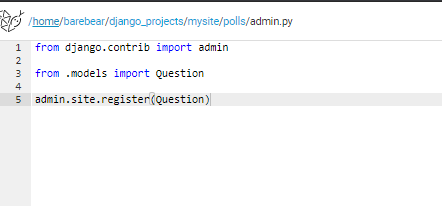 /home/barebear/django_projects/mysite/polls/admin.py
1 from django.contrib import admin
2
3 from .models import Question
4
5 admin.site.register(Question)